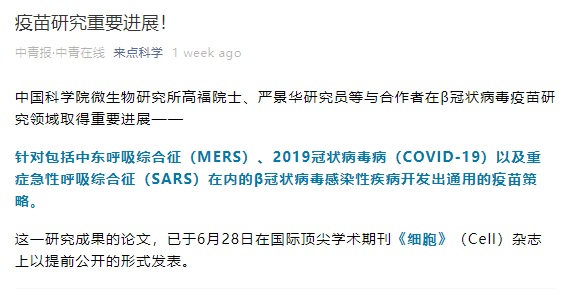 疫苗研究重要进展！
中青报·中青在线 来点科学 1 week ago
中国科学院微生物研究所高福院士、严景华研究员等与合作者在β冠状病毒疫苗研
究领域取得重要进展——
针对包括中东呼吸综合征（MERS）、2019冠状病毒病（COVID-19）以及重
症急性呼吸综合征（SARS）在内的β冠状病毒感染性疾病开发出通用的疫苗策
略。
这一研究成果的论文，已于6月28日在国际顶尖学术期刊《细胞》（Cell）杂志
上以提前公开的形式发表。